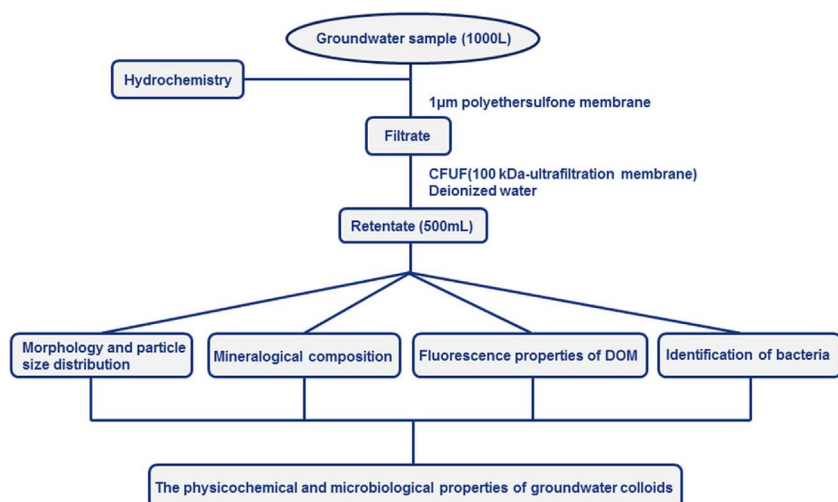 Groundwater sample (1000L)
Hydrochemistry
1μm polyethersulfone membrane
Filtrate
CFUF(100 kDa-ultrafiltration membrane)
Deionized water
Retentate (500mL)
Morphology and particle
size distribution
Mineralogical composition
Fluorescence properties of DOM
Identification of bacteria
The physicochemical and microbiological properties of groundwater colloids